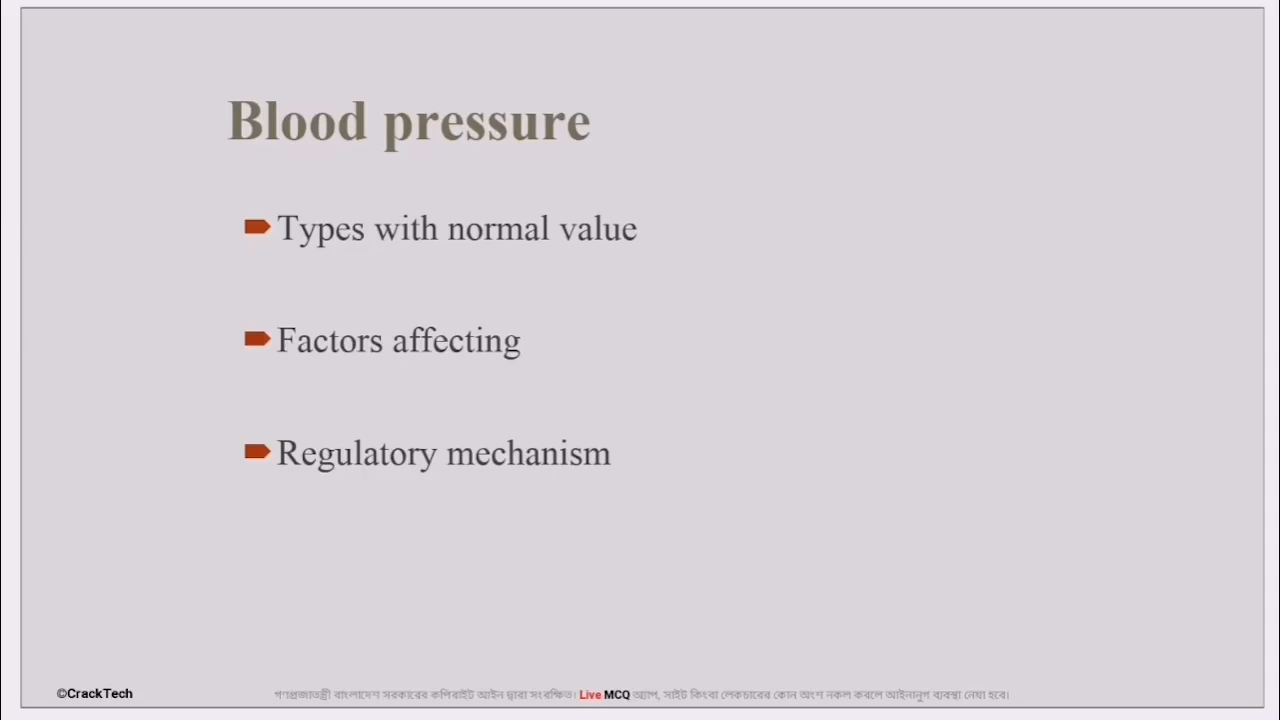 Blood pressure
Types with normal value
Factors affecting
Regulatory mechanism
©CrackTech
গণপ্রজাতন্ত্রী বাংলাদেশ সরকারের কপিরাইট আইন দ্বারা সংরক্ষিত। Live MCQ অ্যাপ, সাইট কিংবা লেকচারের কোন অংশ নকল করলে আইনানুগ ব্যবস্থা নেয়া হবে।